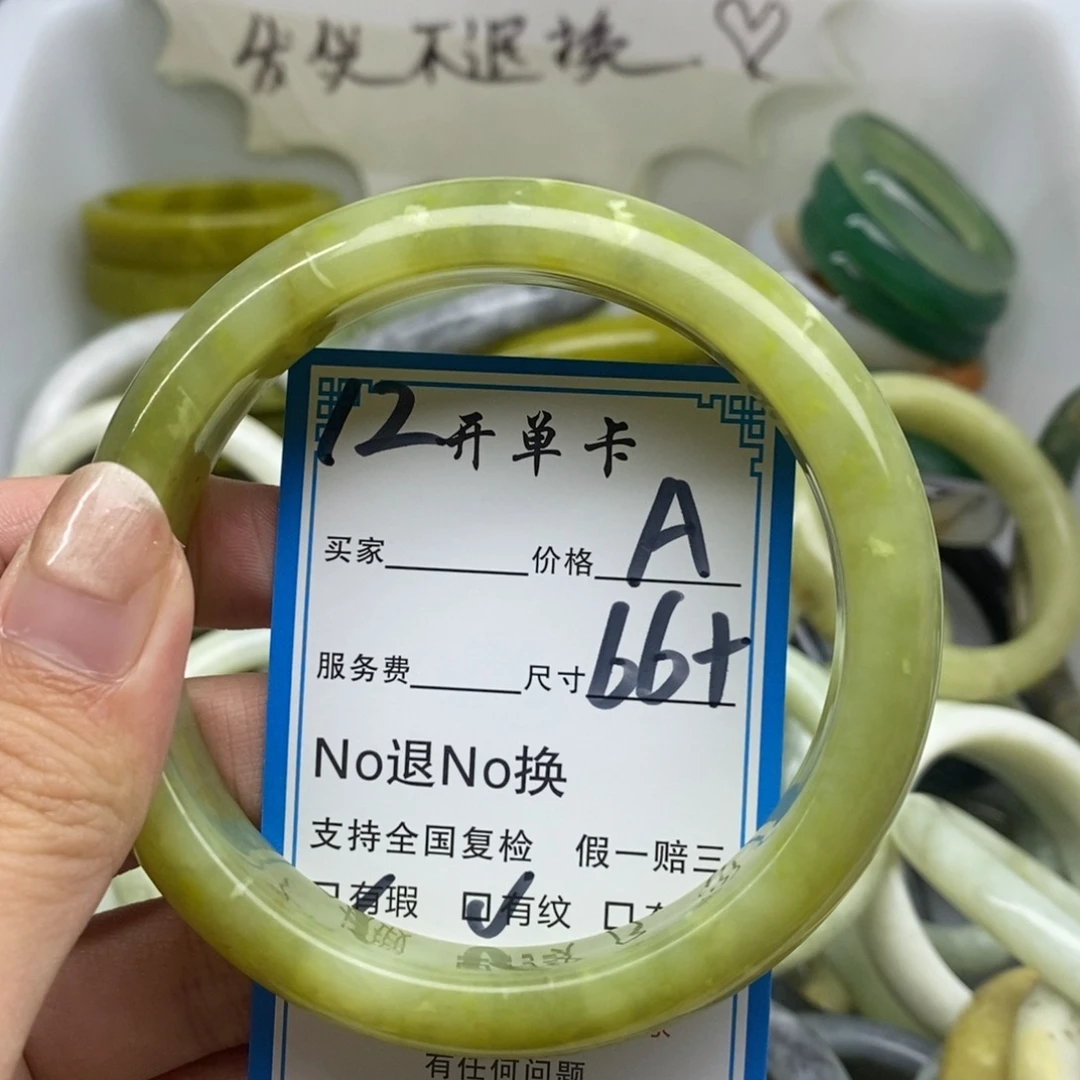 不退换
12 开单卡
买家 价格 A
服务费 尺寸 66+
No退No换
支持全国复检 假一赔三
有瑕 有纹
有任何问题